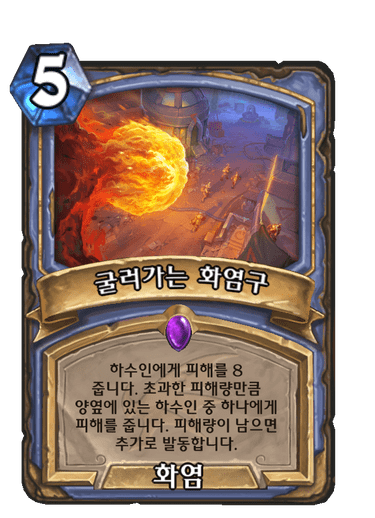 5
굴러가는 화염구
하수인에게 피해를 8
줍니다. 초과한 피해량만큼
양옆에 있는 하수인 중 하나에게
피해를 줍니다. 피해량이 남으면
추가로 발동합니다.
화염